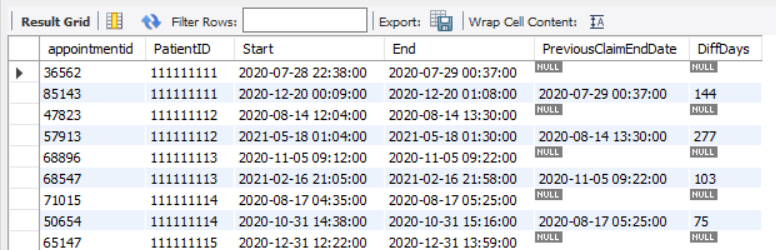 Result Grid Filter Rows: Export: Wrap Cell Content:
appointmentid PatientID Start End PreviousClaimEndDate DiffDays
36562 111111111 2020-07-28 22:38:00 2020-07-29 00:37:00 NULL NULL
85143 111111111 2020-12-20 00:09:00 2020-12-20 01:08:00 2020-07-29 00:37:00 144
47823 111111112 2020-08-14 12:04:00 2020-08-14 13:30:00 NULL NULL
57913 111111112 2021-05-18 01:04:00 2021-05-18 01:30:00 2020-08-14 13:30:00 277
68896 111111113 2020-11-05 09:12:00 2020-11-05 09:22:00 NULL NULL
68547 111111113 2021-02-16 21:05:00 2021-02-16 21:58:00 2020-11-05 09:22:00 103
71015 111111114 2020-08-17 04:35:00 2020-08-17 05:25:00 NULL NULL
50654 111111114 2020-10-31 14:38:00 2020-10-31 15:16:00 2020-08-17 05:25:00 75
65147 111111115 2020-12-31 12:22:00 2020-12-31 13:59:00 NULL NULL